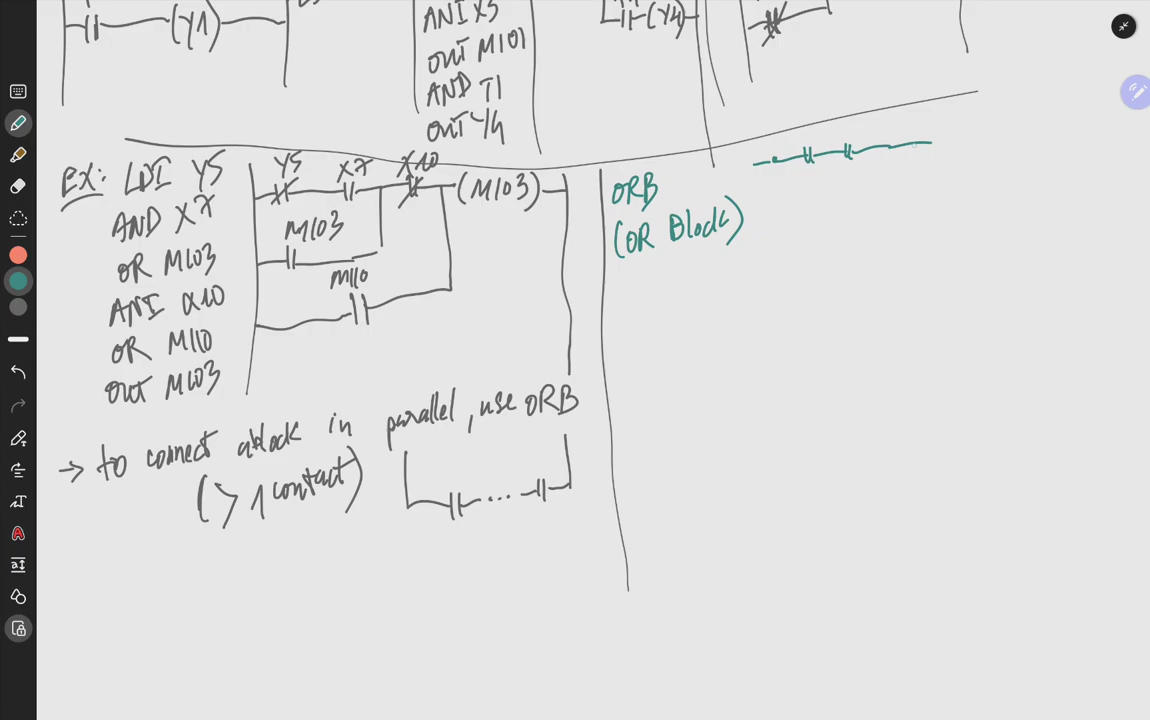 (Y1)
ANI X5
OUT M101
AND T1
OUT Y4
(Y4)
EX: LDI Y5
AND X7
OR M103
ANI X10
OR M110
OUT M103
Y5 X7 X10
(M103)
M103
M110
→ to connect a block in parallel, use ORB
(> 1 contact)
...
ORB
(OR Block)